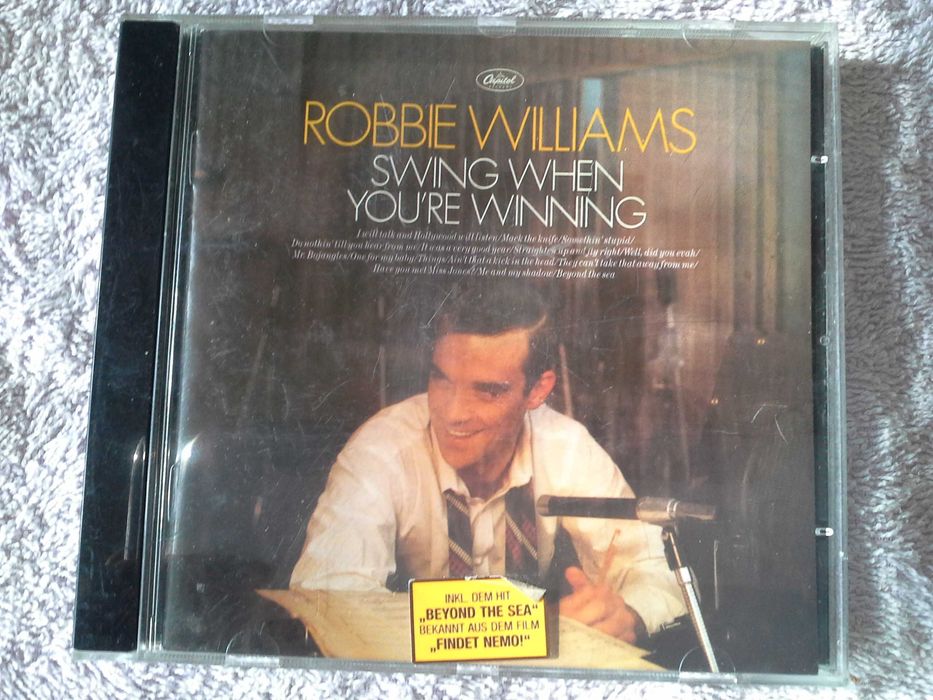 Capitol
ROBBIE WILLIAMS
SWING WHEN
YOU'RE WINNING
I will talk and Hollywood will listen/Mack the knife/Somethin' stupid/
Do nothin' till you hear from me/It was a very good year/Straighten up and fly right/Well, did you evah/
Mr. Bojangles/One for my baby/Things/Ain't that a kick in the head/They can't take that away from me/
Have you met Miss Jones?/Me and my shadow/Beyond the sea
INKL. DEM HIT
„BEYOND THE SEA“
BEKANNT AUS DEM FILM
„FINDET NEMO!“